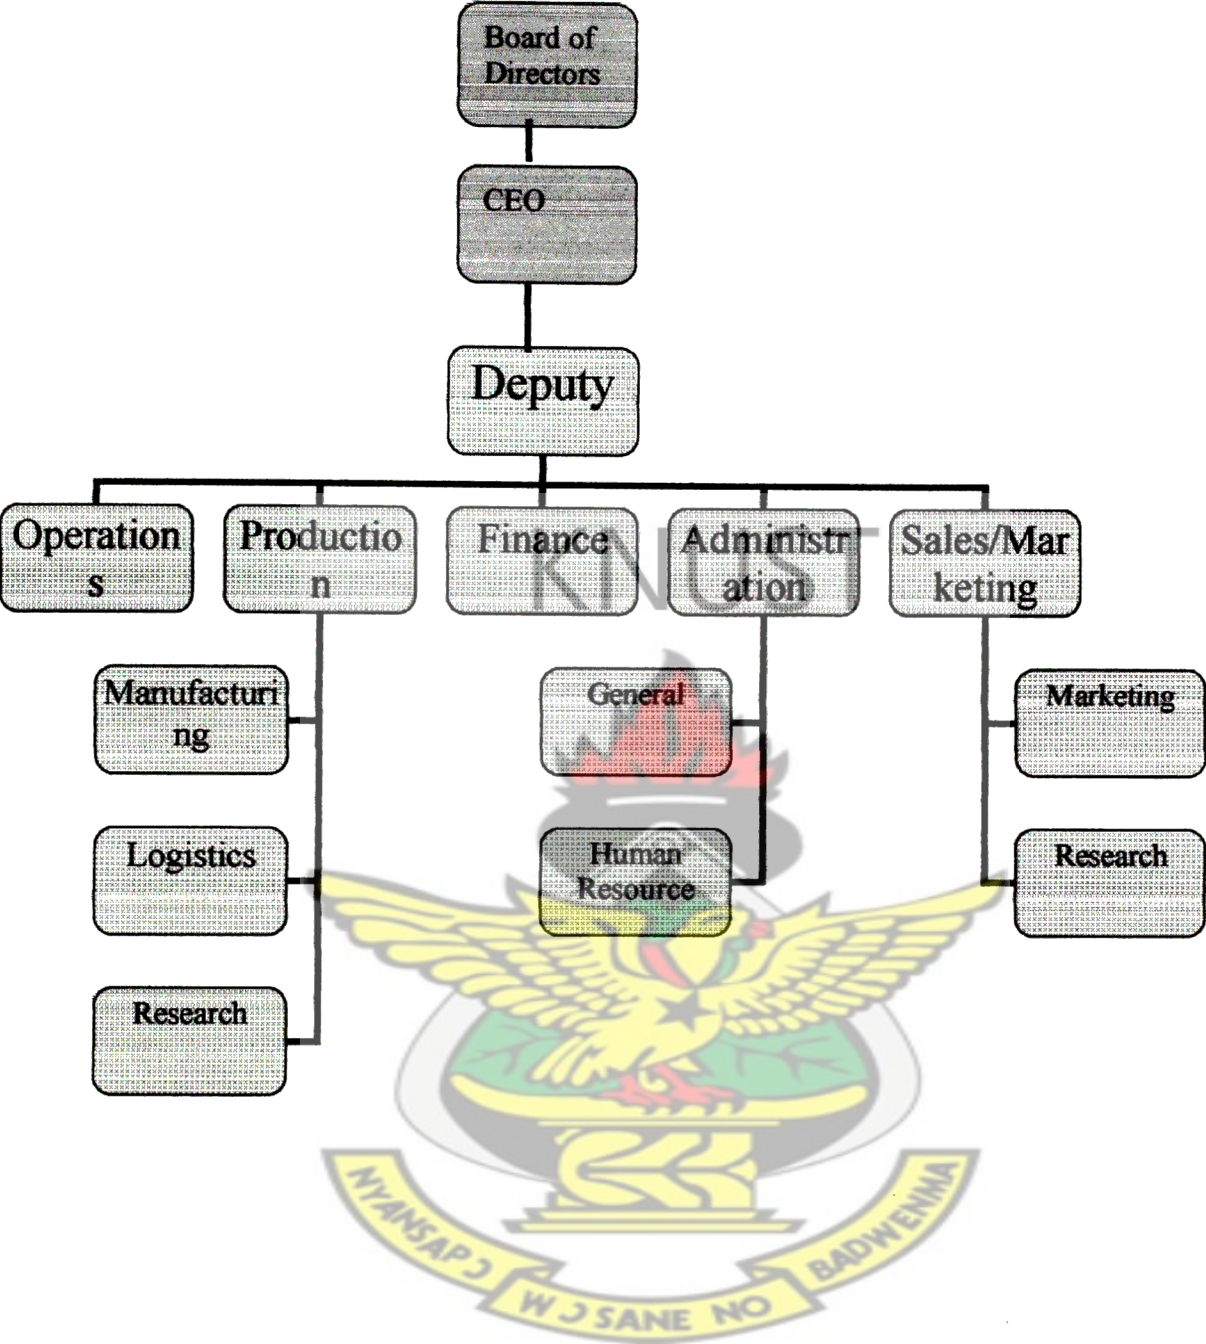 Board of
Directors
CEO
Deputy
Operation
s
Productio
n
Finance
Administr
ation
Sales/Mar
keting
KNUST
Manufacturi
ng
General
Marketing
Logistics
Human
Resource
Research
Research
NYANSAPƆ
WƆSANE NO
BADWENMA